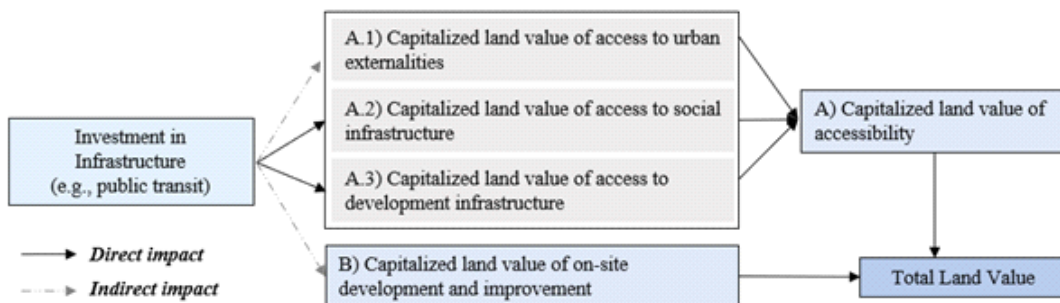 A.1) Capitalized land value of access to urban
externalities
A.2) Capitalized land value of access to social
infrastructure
A.3) Capitalized land value of access to
development infrastructure
Investment in
Infrastructure
(e.g., public transit)
A) Capitalized land value of
accessibility
Direct impact
Indirect impact
B) Capitalized land value of on-site
development and improvement
Total Land Value